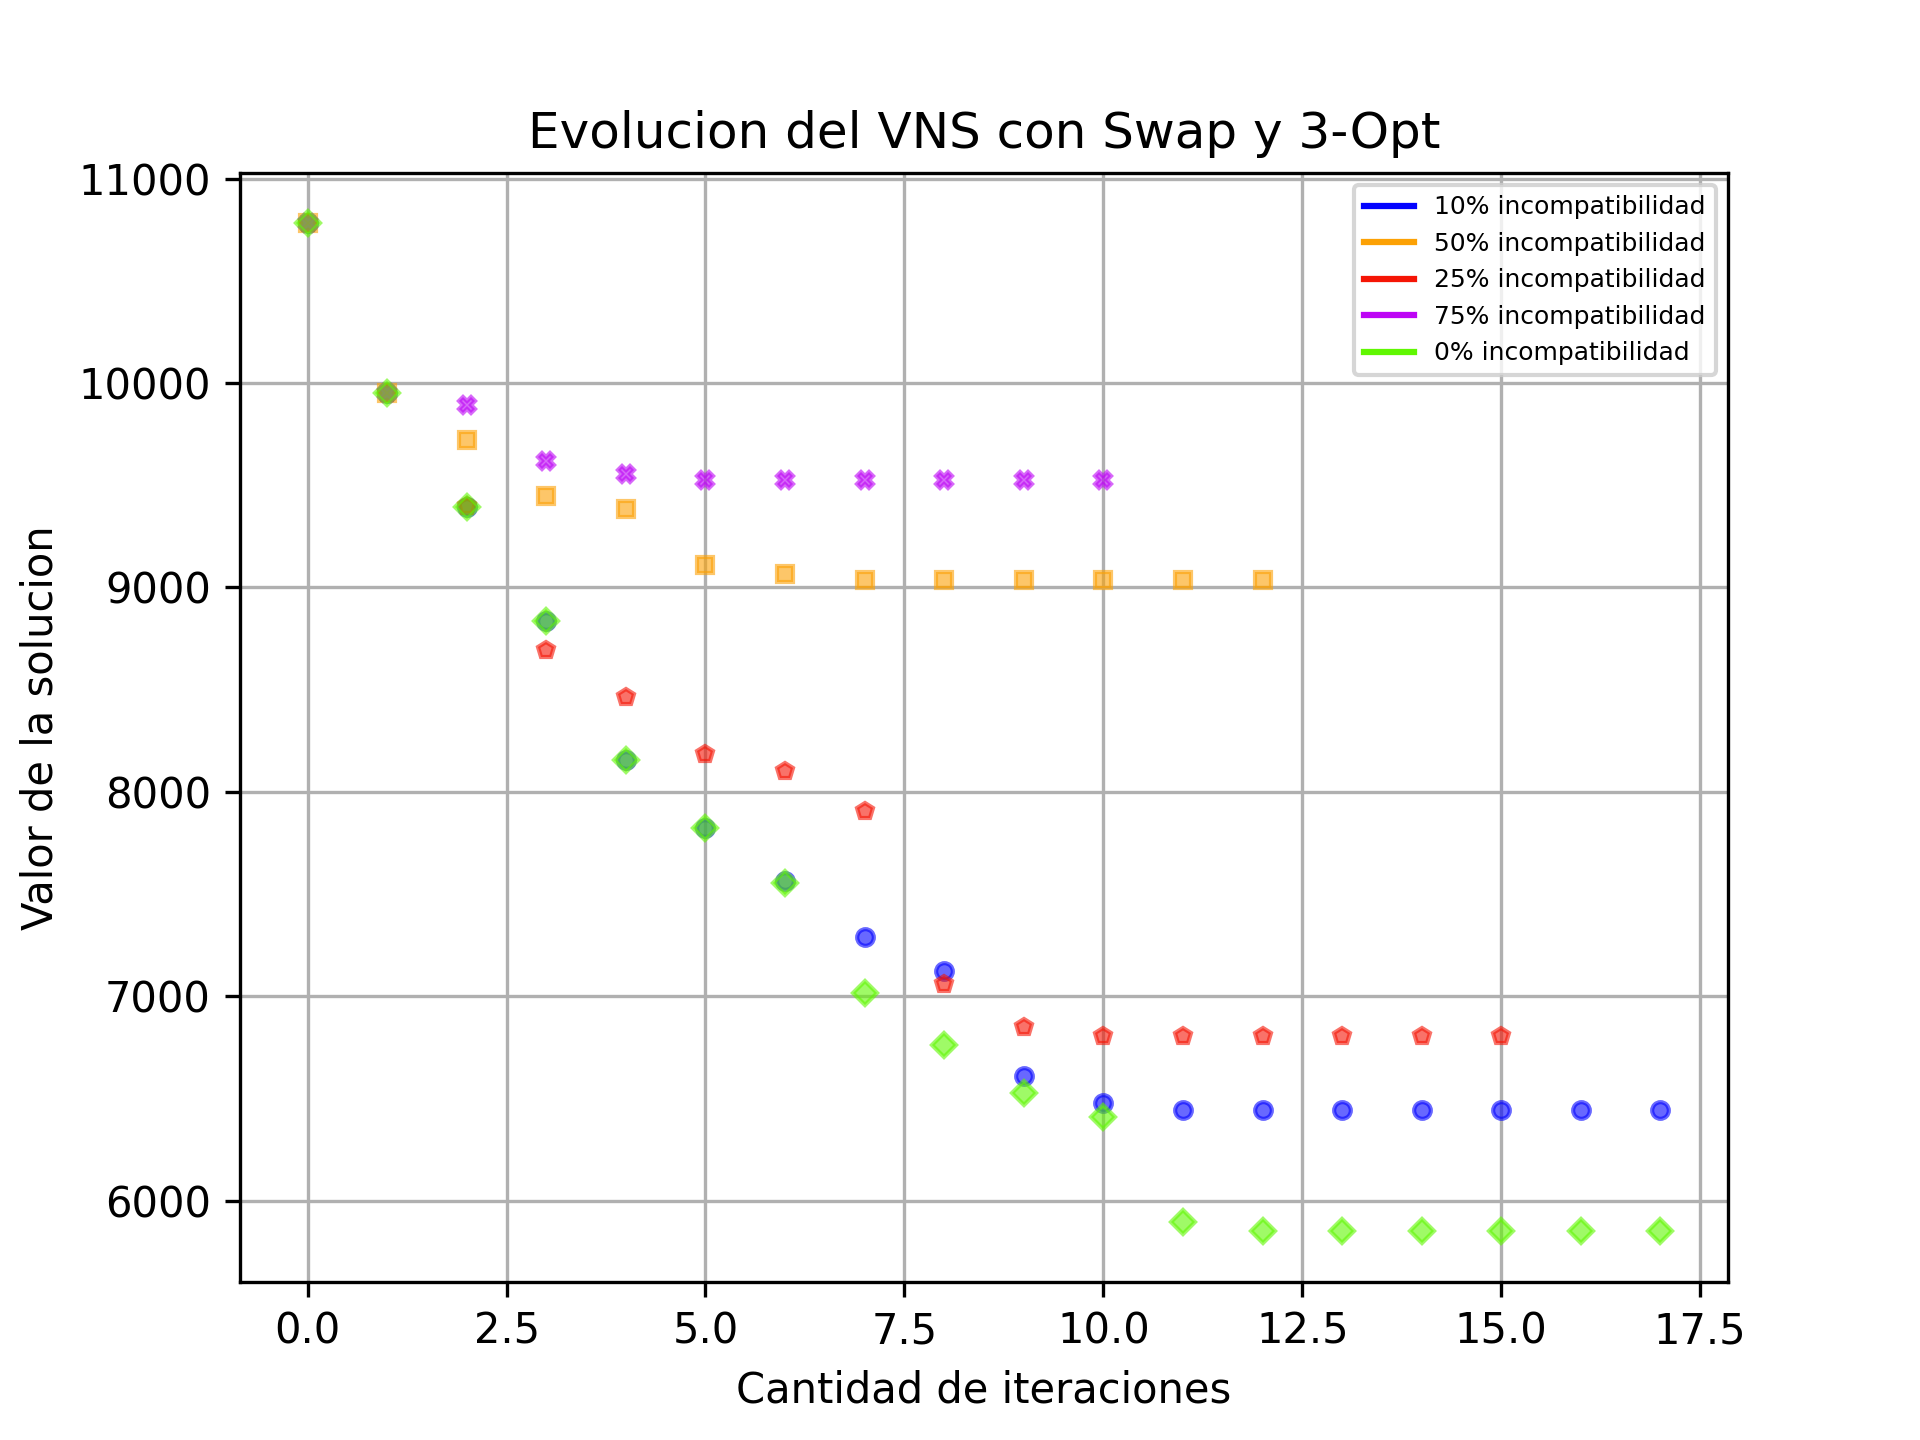 Evolucion del VNS con Swap y 3-Opt
11000
10000
9000
8000
7000
6000
Valor de la solucion
10% incompatibilidad
50% incompatibilidad
25% incompatibilidad
75% incompatibilidad
0% incompatibilidad
0.0 2.5 5.0 7.5 10.0 12.5 15.0 17.5
Cantidad de iteraciones